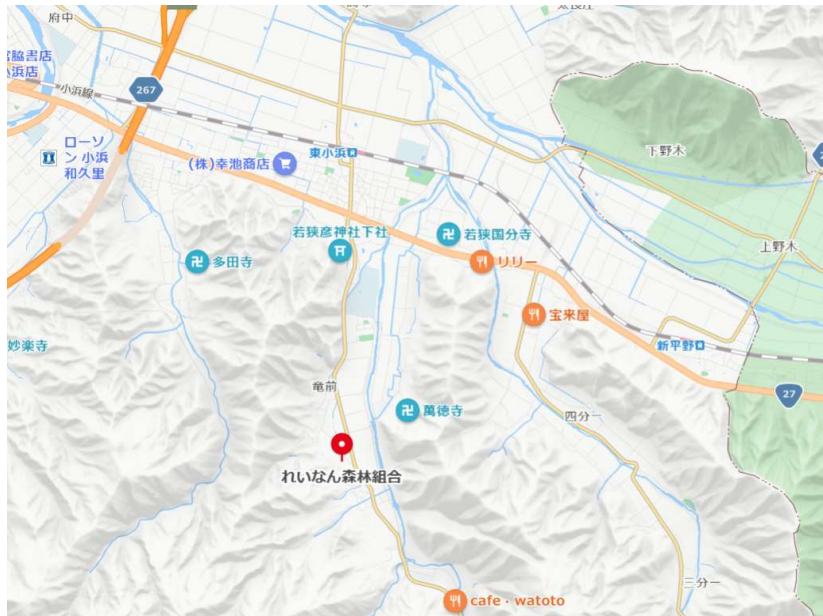 府中
宮脇書店
小浜店
小浜線
267
ローソ
ン 小浜
和久里
(株)幸池商店
東小浜
下野木
若狭彦神社下社
若狭国分寺
上野木
多田寺
リリー
宝来屋
妙楽寺
新平野
竜前
萬徳寺
四分一
27
れいなん森林組合
三分一
cafe・watoto